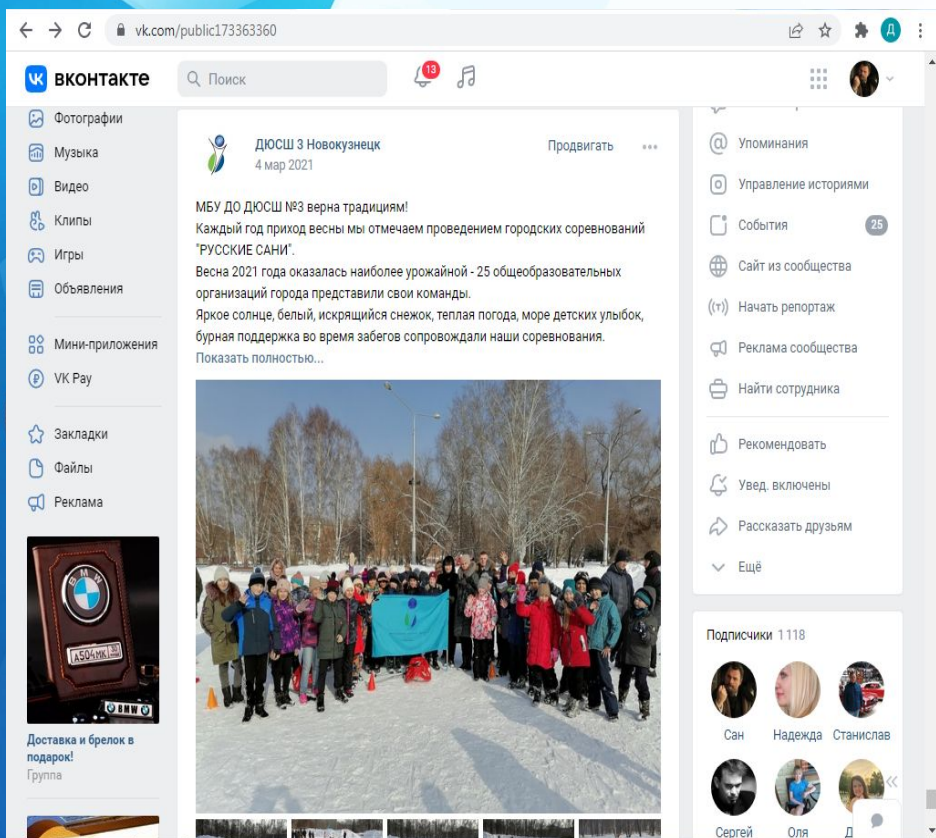 vk.com/public173363360
Д
ВКОНТАКТЕ
Поиск
13
Фотографии
Музыка
Видео
Клипы
Игры
Объявления
Мини-приложения
VK Pay
Закладки
Файлы
Реклама
BMW
А504МК
BMW
Доставка и брелок в
подарок!
Группа
ДЮСШ 3 Новокузнецк
4 мар 2021
Продвигать
МБУ ДО ДЮСШ №3 верна традициям!
Каждый год приход весны мы отмечаем проведением городских соревнований
"РУССКИЕ САНИ".
Весна 2021 года оказалась наиболее урожайной - 25 общеобразовательных
организаций города представили свои команды.
Яркое солнце, белый, искрящийся снежок, теплая погода, море детских улыбок,
бурная поддержка во время забегов сопровождали наши соревнования.
Показать полностью...
Упоминания
Управление историями
События
25
Сайт из сообщества
Начать репортаж
Реклама сообщества
Найти сотрудника
Рекомендовать
Увед. включены
Рассказать друзьям
Ещё
Подписчики 1 118
Сан
Надежда
Станислав
Сергей
Оля